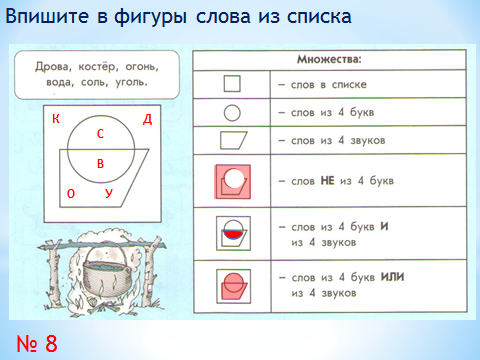 Впишите в фигуры слова из списка
Дрова, костёр, огонь,
вода, соль, уголь.
К
Д
С
В
О
У
Множества:
– слов в списке
– слов из 4 букв
– слов из 4 звуков
– слов НЕ из 4 букв
– слов из 4 букв И
из 4 звуков
– слов из 4 букв ИЛИ
из 4 звуков
№ 8